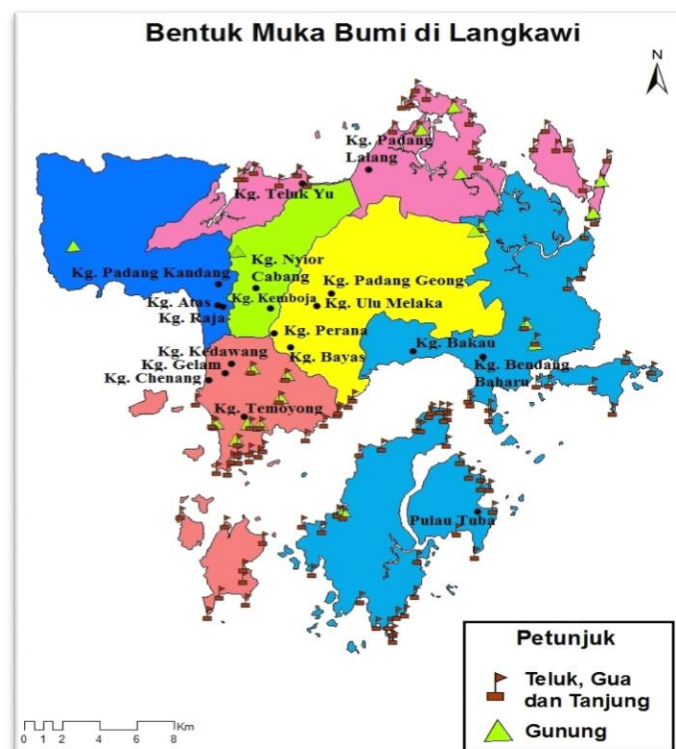 Bentuk Muka Bumi di Langkawi
N
Kg. Padang
Lalang
Kg. Teluk Yu
Kg. Nyior
Cabang
Kg. Padang Kandang
Kg. Padang Geong
Kg. Atas
Kg. Kemboja
Kg. Ulu Melaka
Kg. Raja
Kg. Perana
Kg. Kedawang
Kg. Bayas
Kg. Bakau
Kg. Gelam
Kg. Bendang
Baharu
Kg. Chenang
Kg. Temoyong
Pulau Tuba
Petunjuk
Teluk, Gua
dan Tanjung
Gunung
Km
0 1 2 4 6 8